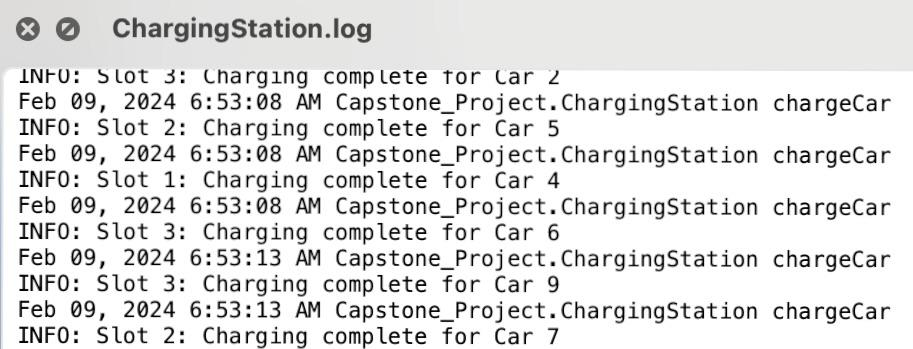 ChargingStation.log
INFO: Slot 3: Charging complete for Car 2
Feb 09, 2024 6:53:08 AM Capstone_Project.ChargingStation chargeCar
INFO: Slot 2: Charging complete for Car 5
Feb 09, 2024 6:53:08 AM Capstone_Project.ChargingStation chargeCar
INFO: Slot 1: Charging complete for Car 4
Feb 09, 2024 6:53:08 AM Capstone_Project.ChargingStation chargeCar
INFO: Slot 3: Charging complete for Car 6
Feb 09, 2024 6:53:13 AM Capstone_Project.ChargingStation chargeCar
INFO: Slot 3: Charging complete for Car 9
Feb 09, 2024 6:53:13 AM Capstone_Project.ChargingStation chargeCar
INFO: Slot 2: Charging complete for Car 7